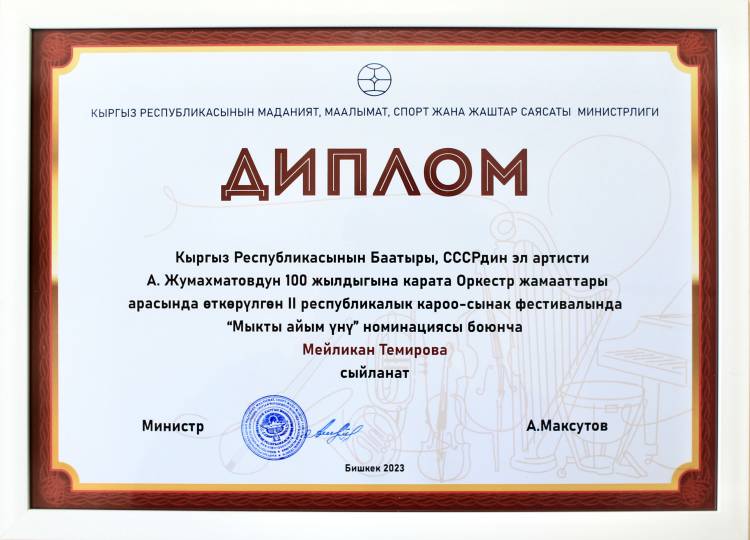 КЫРГЫЗ РЕСПУБЛИКАСЫНЫН МАДАНИЯТ, МААЛЫМАТ, СПОРТ ЖАНА ЖАШТАР САЯСАТЫ МИНИСТРЛИГИ
ДИПЛОМ
Кыргыз Республикасынын Баатыры, СССРдин эл артисти
А. Жумахматовдун 100 жылдыгына карата Оркестр жамааттары
арасында өткөрүлгөн II республикалык кароо-сынак фестивалында
“Мыкты айым үнү” номинациясы боюнча
Мейликан Темирова
сыйланат
Министр А.Максутов
Бишкек 2023